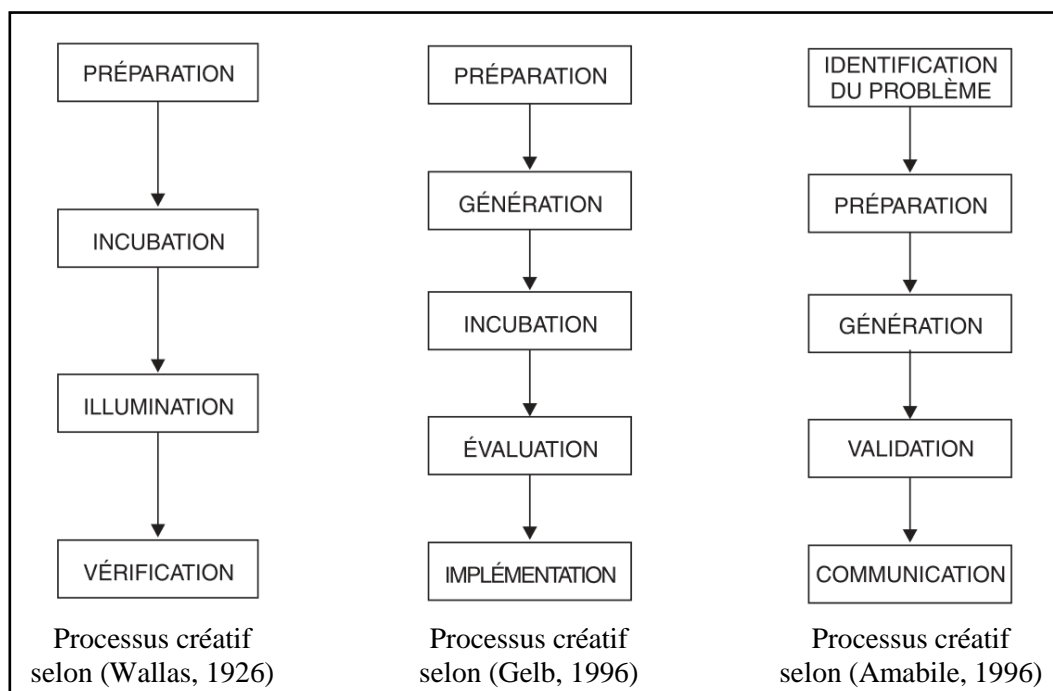 PRÉPARATION
INCUBATION
ILLUMINATION
VÉRIFICATION
Processus créatif
selon (Wallas, 1926)
PRÉPARATION
GÉNÉRATION
INCUBATION
ÉVALUATION
IMPLÉMENTATION
Processus créatif
selon (Gelb, 1996)
IDENTIFICATION
DU PROBLÈME
PRÉPARATION
GÉNÉRATION
VALIDATION
COMMUNICATION
Processus créatif
selon (Amabile, 1996)